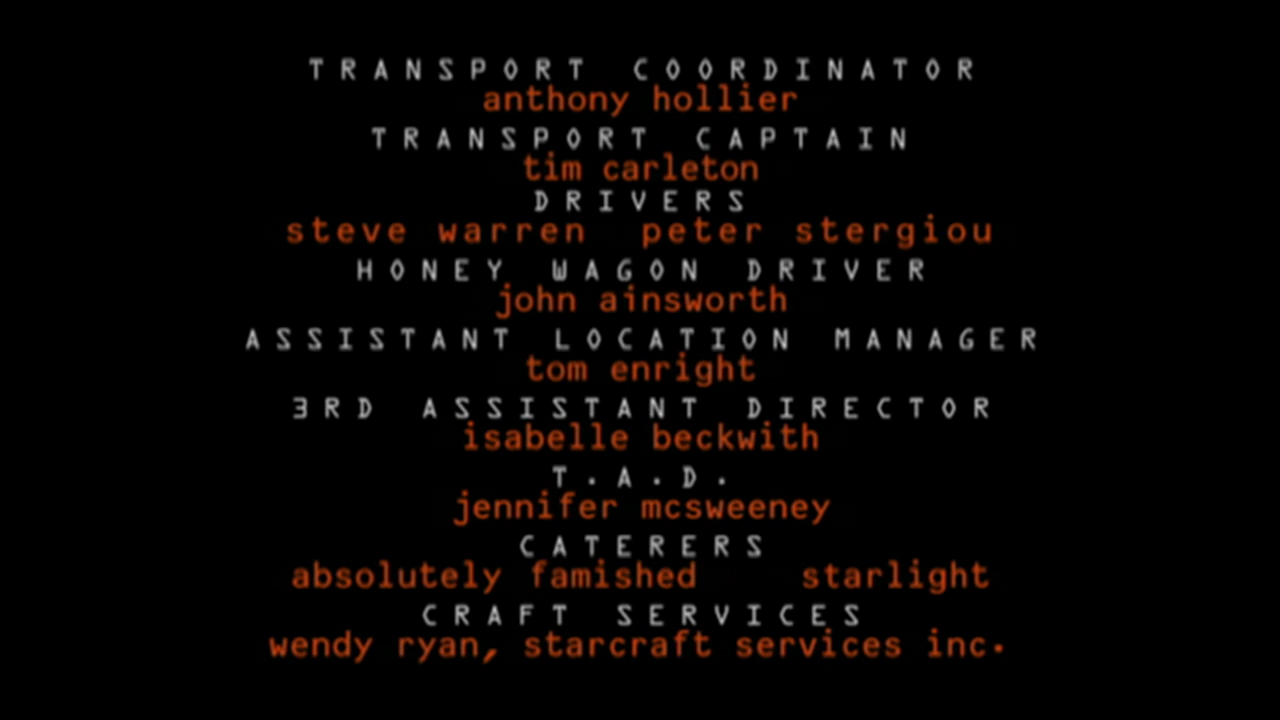 TRANSPORT COORDINATOR
anthony hollier
TRANSPORT CAPTAIN
tim carleton
DRIVERS
steve warren peter stergiou
HONEY WAGON DRIVER
john ainsworth
ASSISTANT LOCATION MANAGER
tom enright
3RD ASSISTANT DIRECTOR
isabelle beckwith
T.A.D.
jennifer mcsweeney
CATERERS
absolutely famished starlight
CRAFT SERVICES
wendy ryan, starcraft services inc.